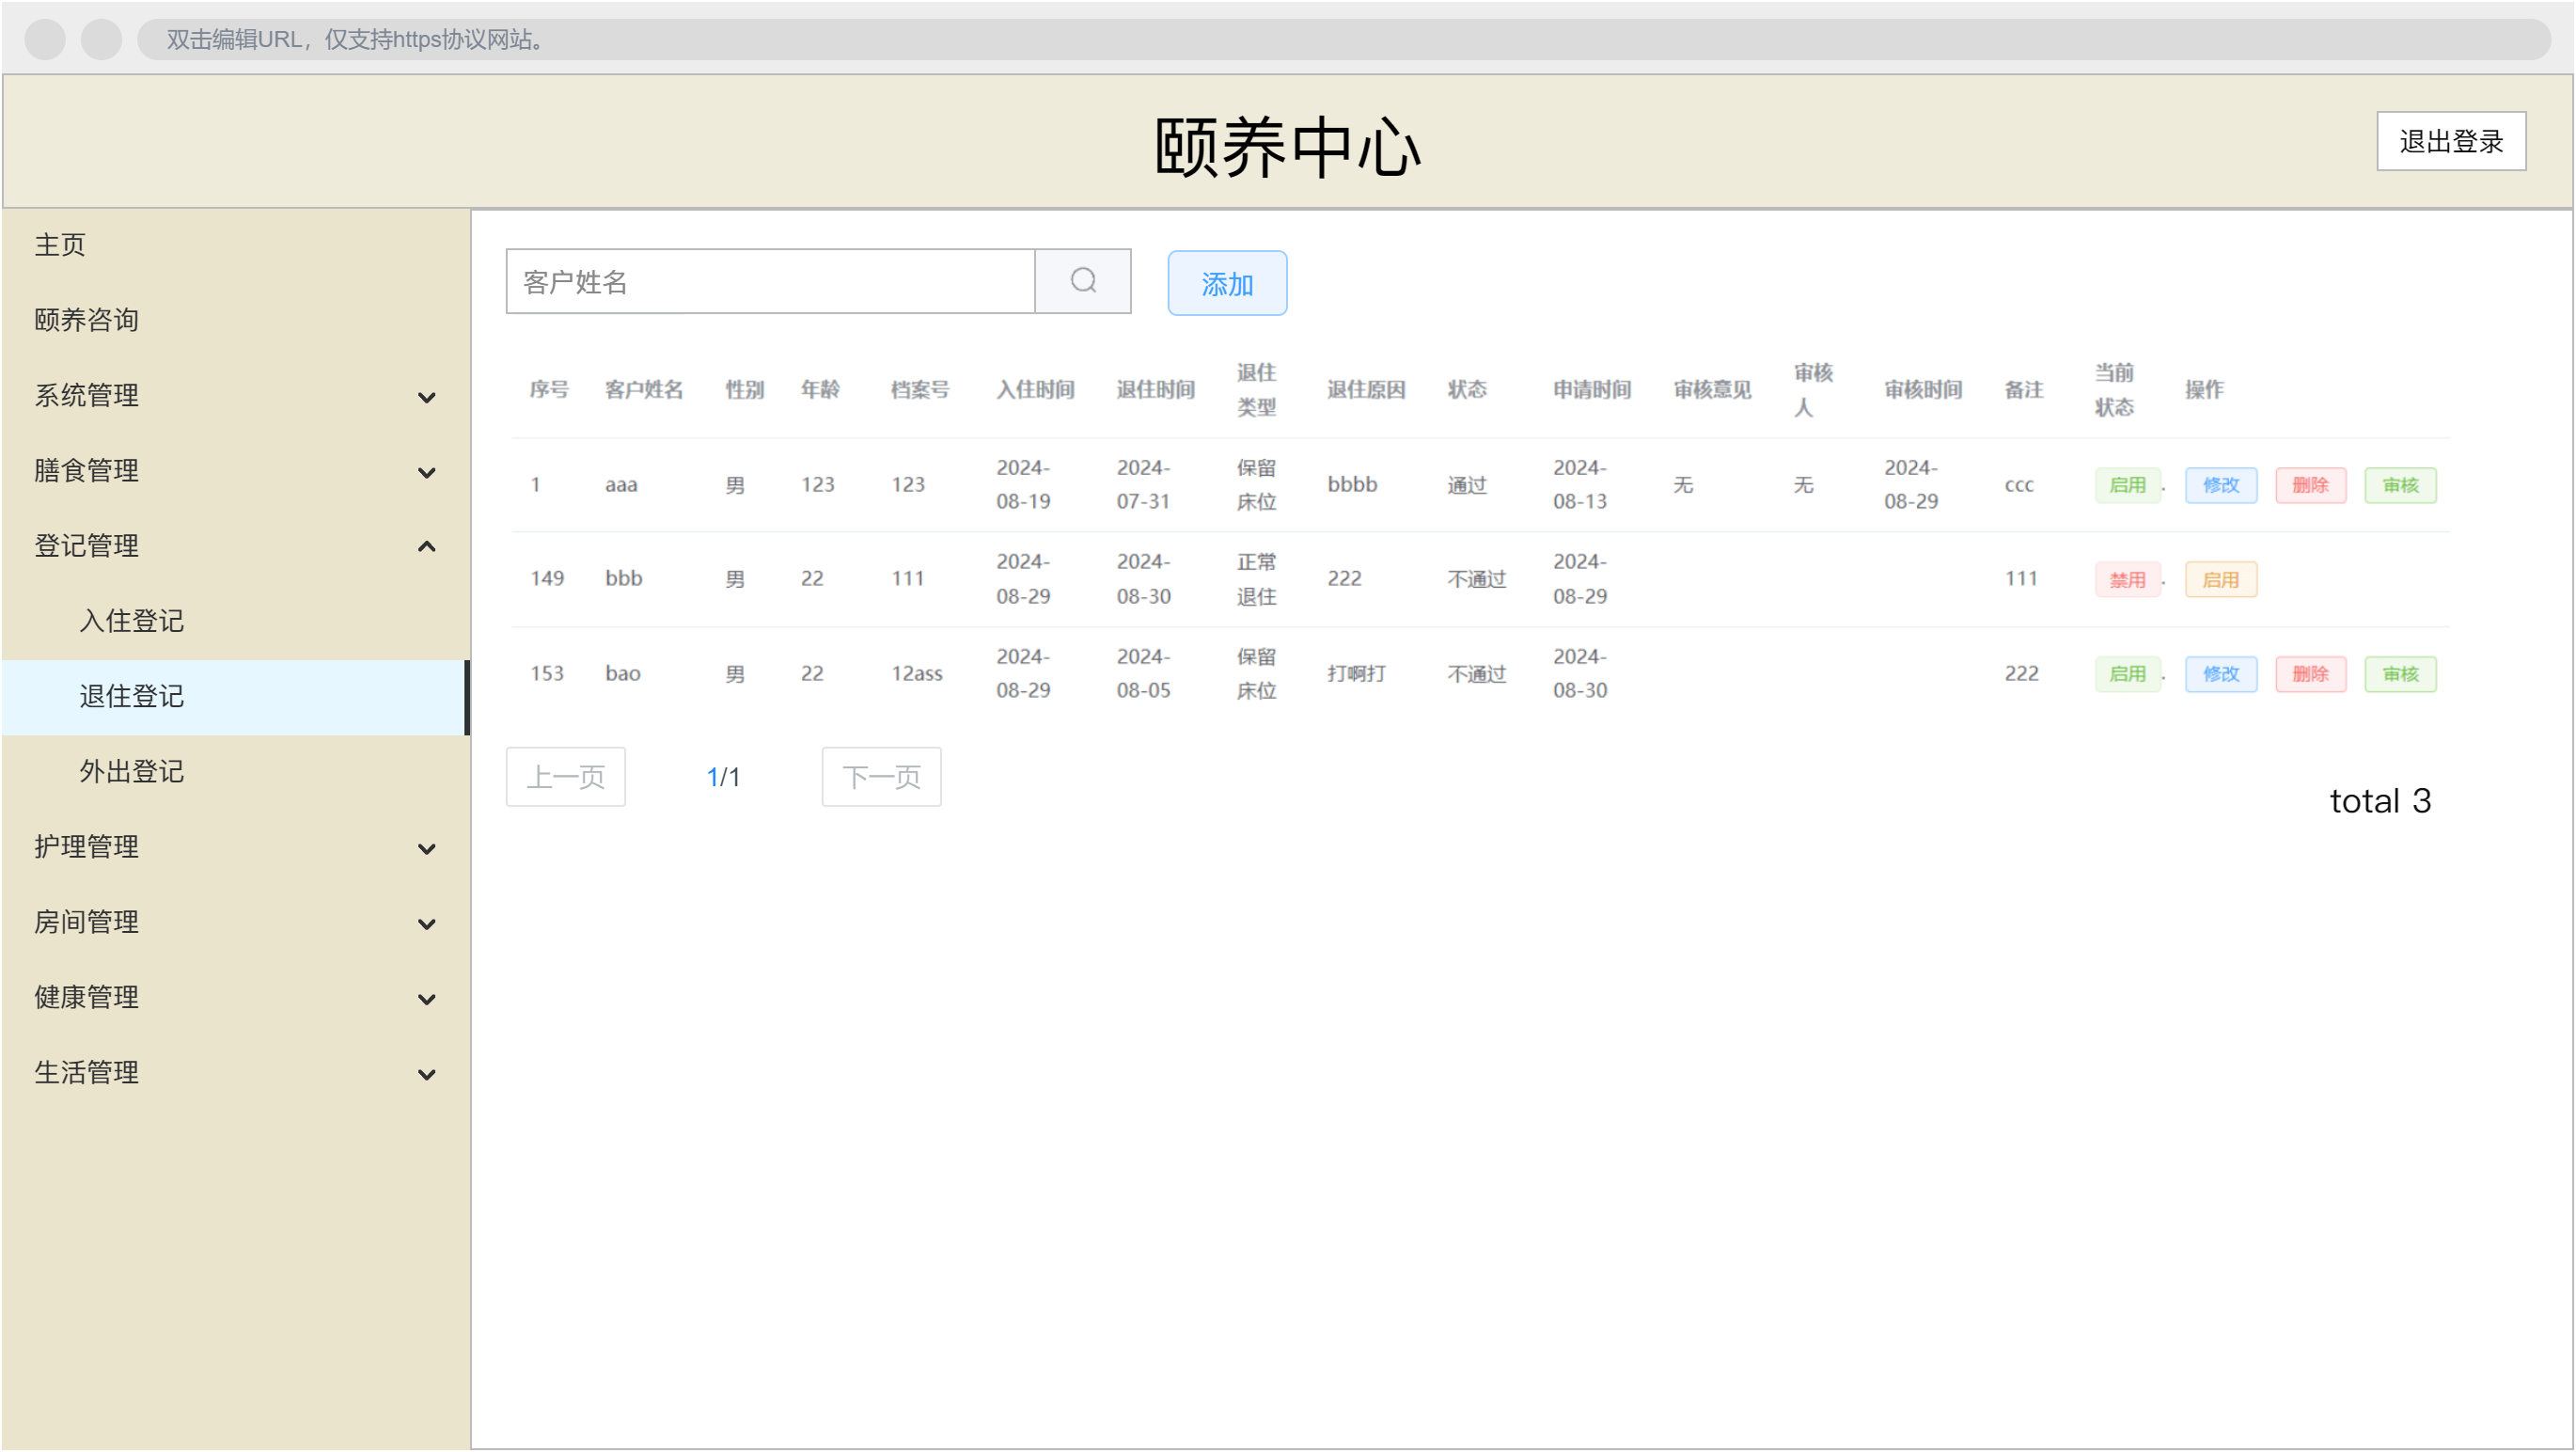 双击编辑URL，仅支持https协议网站。
颐养中心
退出登录
主页
颐养咨询
系统管理
膳食管理
登记管理
入住登记
退住登记
外出登记
护理管理
房间管理
健康管理
生活管理
客户姓名
添加
序号 客户姓名 性别 年龄 档案号 入住时间 退住时间 退住类型 退住原因 状态 申请时间 审核意见 审核人 审核时间 备注 当前状态 操作
1 aaa 男 123 123 2024-08-19 2024-07-31 保留床位 bbbb 通过 2024-08-13 无 无 2024-08-29 ccc 启用 . 修改 删除 审核
149 bbb 男 22 111 2024-08-29 2024-08-30 正常退住 222 不通过 2024-08-29 111 禁用 . 启用
153 bao 男 22 12ass 2024-08-29 2024-08-05 保留床位 打啊打 不通过 2024-08-30 222 启用 . 修改 删除 审核
上一页 1/1 下一页
total 3